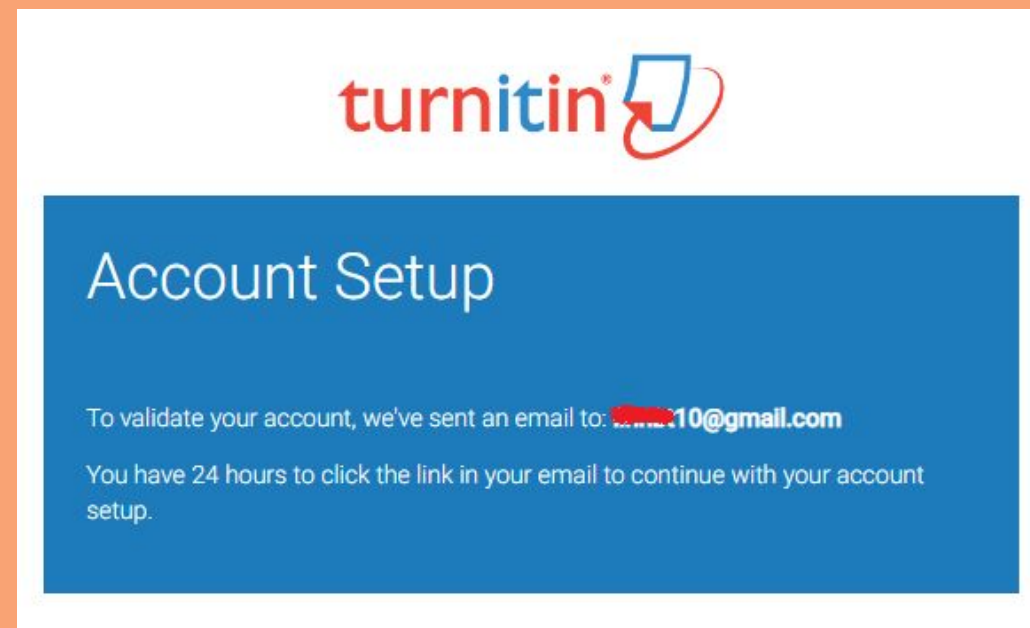 turnitin®
Account Setup
To validate your account, we've sent an email to: 10@gmail.com
You have 24 hours to click the link in your email to continue with your account
setup.